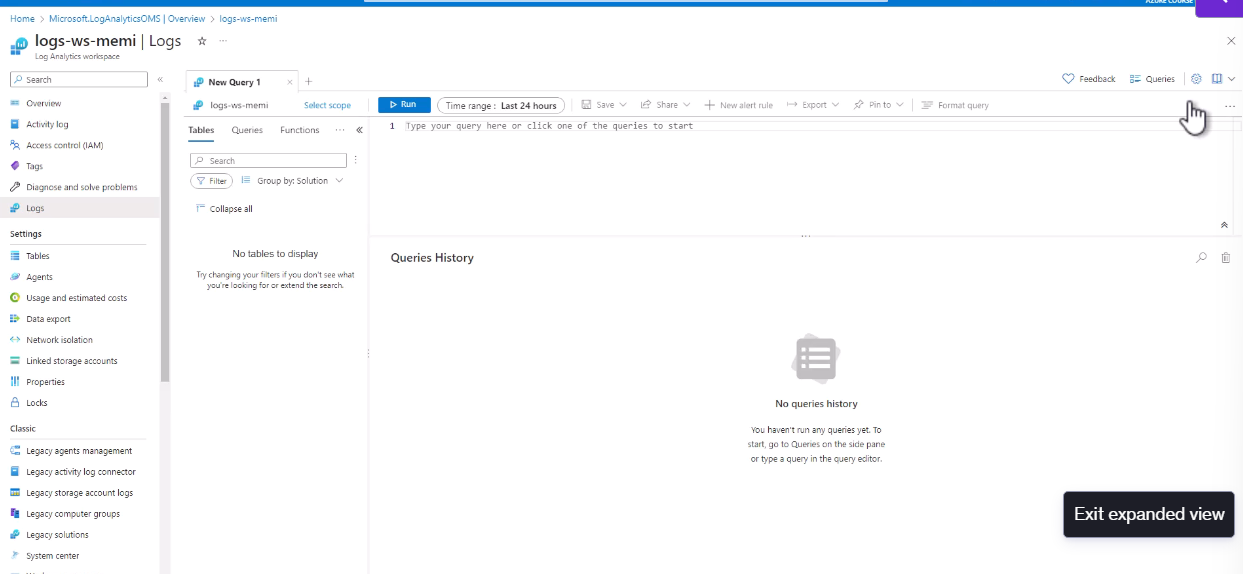 AZURE COURSE
Home > Microsoft.LogAnalyticsOMS | Overview > logs-ws-memi
logs-ws-memi | Logs
Log Analytics workspace
Search
Overview
Activity log
Access control (IAM)
Tags
Diagnose and solve problems
Logs
Settings
Tables
Agents
Usage and estimated costs
Data export
Network isolation
Linked storage accounts
Properties
Locks
Classic
Legacy agents management
Legacy activity log connector
Legacy storage account logs
Legacy computer groups
Legacy solutions
System center
New Query 1
Feedback Queries
logs-ws-memi Select scope
Run Time range : Last 24 hours Save Share New alert rule Export Pin to Format query
Tables Queries Functions
Search
Filter Group by: Solution
Collapse all
No tables to display
Try changing your filters if you don't see what
you're looking for or extend the search.
1 Type your query here or click one of the queries to start
Queries History
No queries history
You haven't run any queries yet. To
start, go to Queries on the side pane
or type a query in the query editor.
Exit expanded view